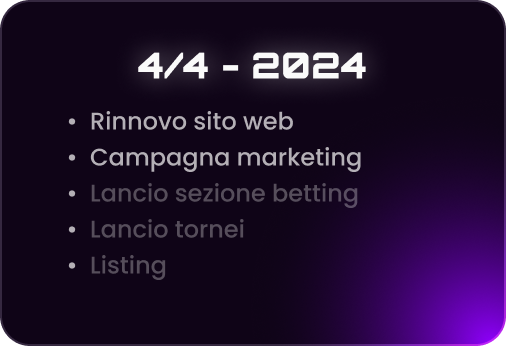 4/4 - 2024
• Rinnovo sito web
• Campagna marketing
• Lancio sezione betting
• Lancio tornei
• Listing